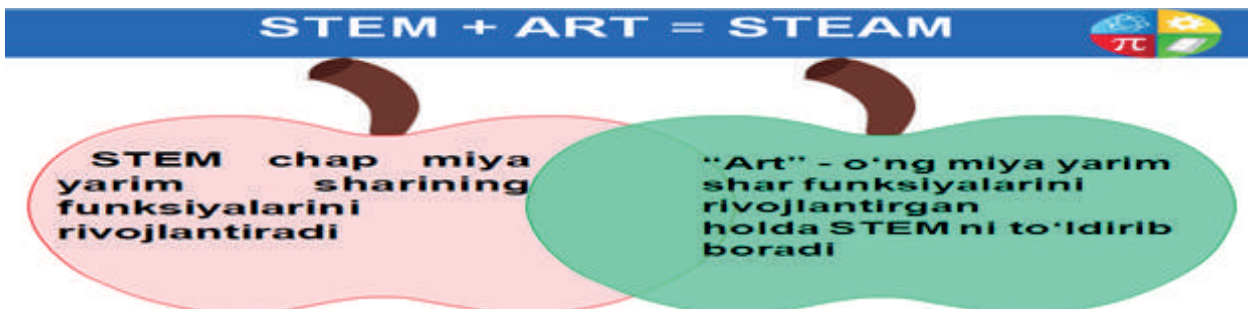 STEM + ART = STEAM
π
STEM chap miya
yarim sharining
funksiyalarini
rivojlantiradi
“Art” - o‘ng miya yarim
shar funksiyalarini
rivojlantirgan
holda STEM ni to‘ldirib
boradi